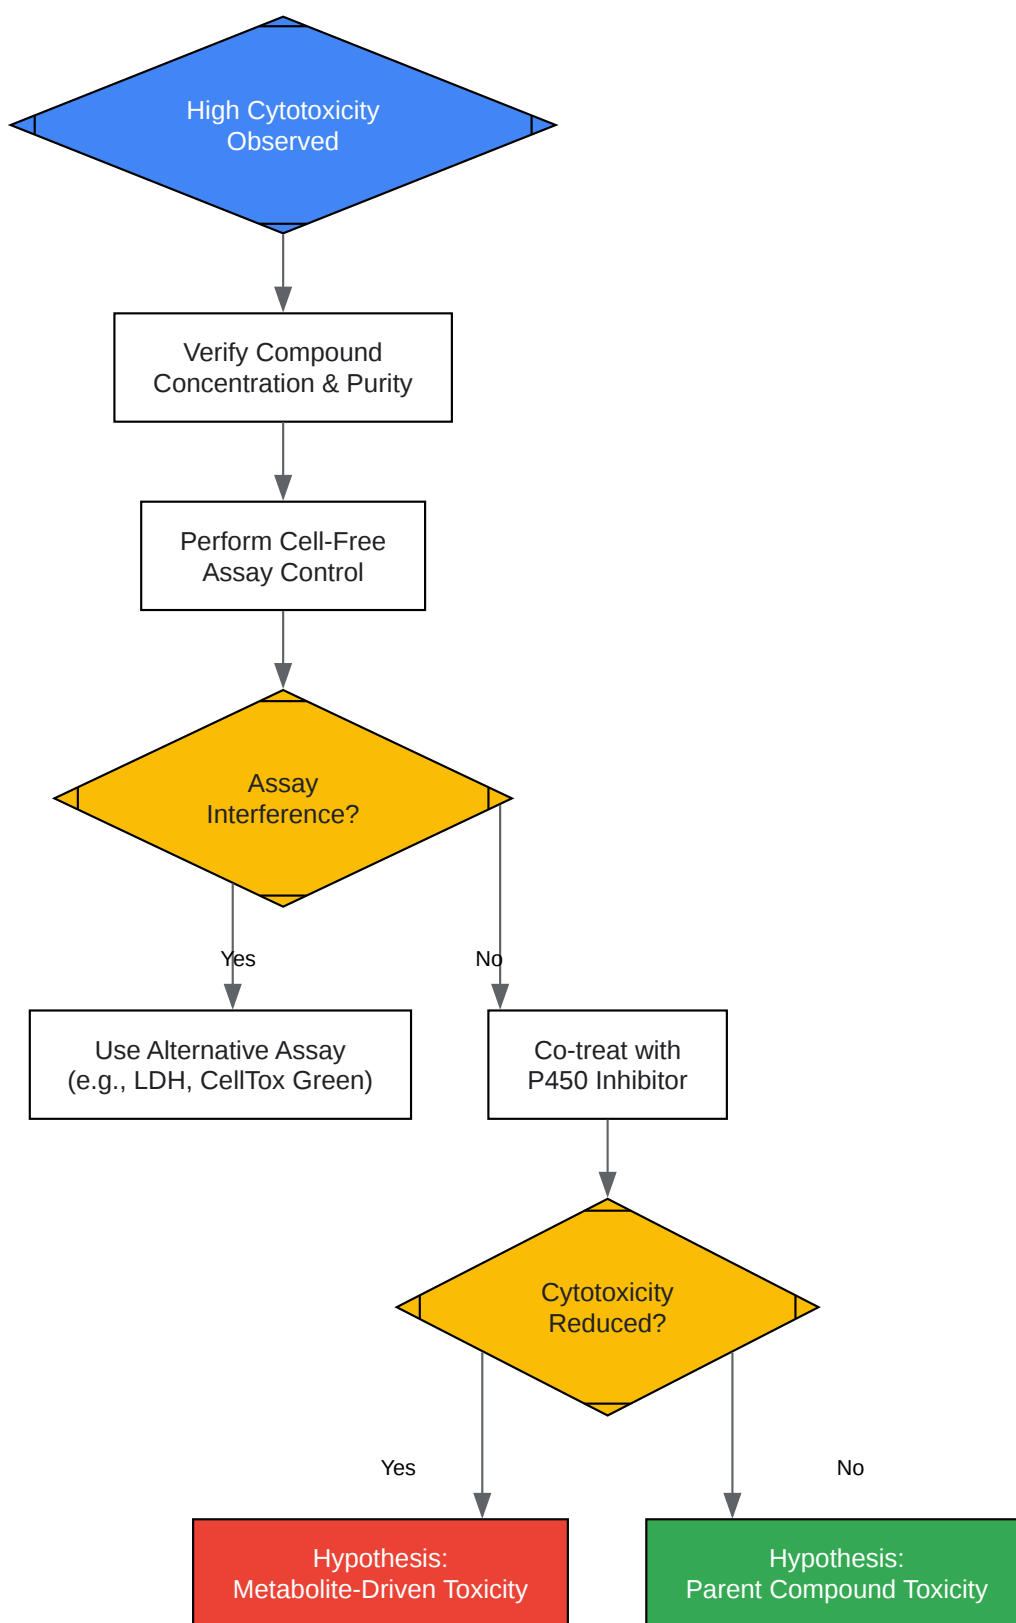 High Cytotoxicity
Observed
Verify Compound
Concentration & Purity
Perform Cell-Free
Assay Control
Assay
Interference?
Yes
No
Use Alternative Assay
(e.g., LDH, CellTox Green)
Co-treat with
P450 Inhibitor
Cytotoxicity
Reduced?
Yes
No
Hypothesis:
Metabolite-Driven Toxicity
Hypothesis:
Parent Compound Toxicity